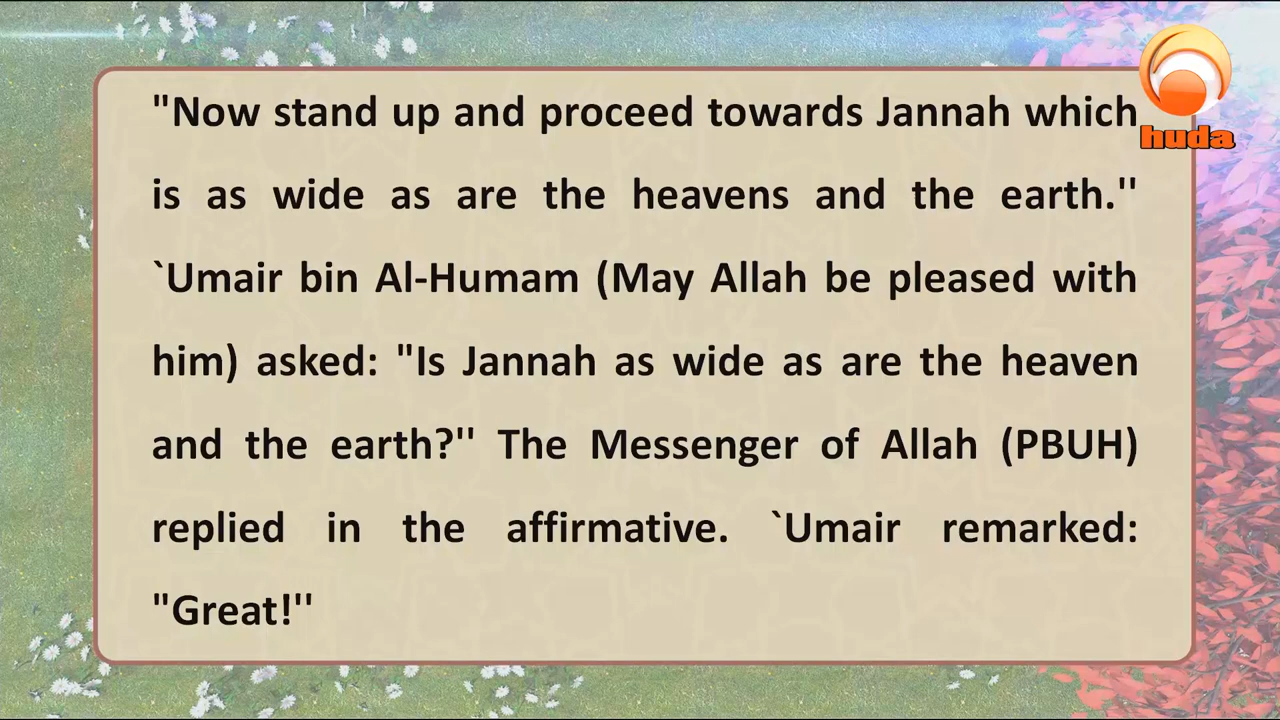 "Now stand up and proceed towards Jannah which
is as wide as are the heavens and the earth.''
`Umair bin Al-Humam (May Allah be pleased with
him) asked: "Is Jannah as wide as are the heaven
and the earth?'' The Messenger of Allah (PBUH)
replied in the affirmative. `Umair remarked:
"Great!''
huda